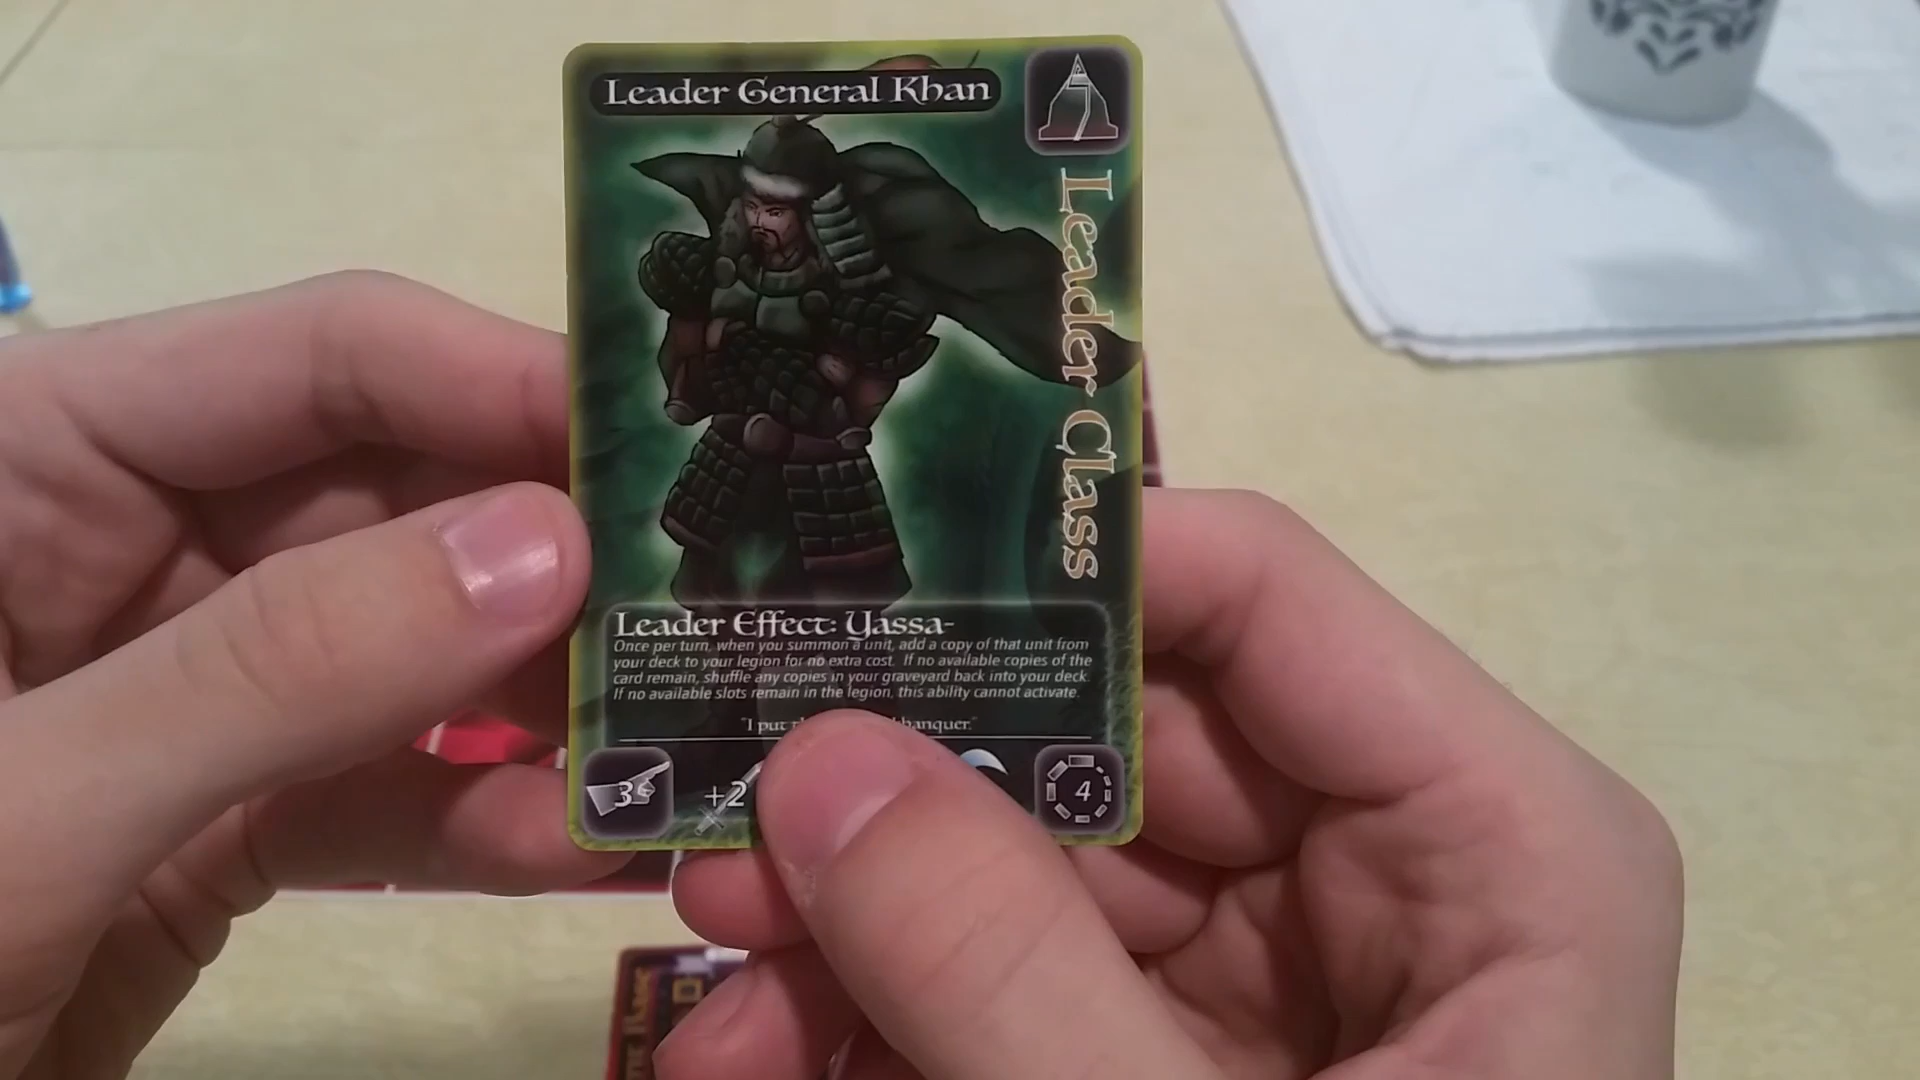 Leader General Khan
Leader Class
Leader Effect: Yassa-
Once per turn, when you summon a unit, add a copy of that unit from
your deck to your legion for no extra cost. If no available copies of the
card remain, shuffle any copies in your graveyard back into your deck.
If no available slots remain in the legion, this ability cannot activate.
"I put
3
+2
4